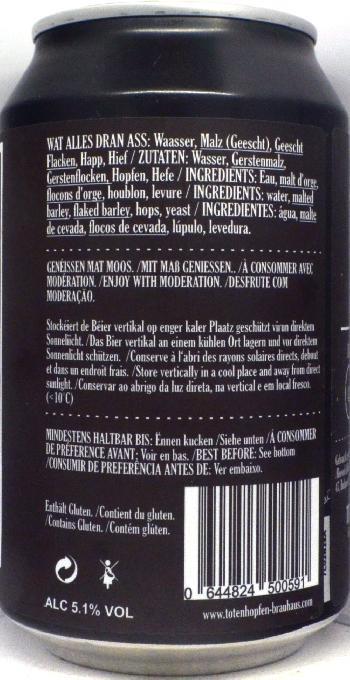 WAT ALLES DRAN ASS: Waasser, Malz (Geescht), Geescht
Flacken, Happ, Hief / ZUTATEN: Wasser, Gerstenmalz,
Gerstenflocken, Hopfen, Hefe / INGREDIENTS: Eau, malt d'orge,
flocons d'orge, houblon, levure / INGREDIENTS: water, malted
barley, flaked barley, hops, yeast / INGREDIENTES: água, malte
de cevada, flocos de cevada, lúpulo, levedura.
GENÉISSEN MAT MOOS. /MIT MAß GENIESSEN.. /À CONSOMMER AVEC
MODÉRATION. /ENJOY WITH MODERATION. /DESFRUTE COM
MODERAÇÃO.
Stockéiert de Béier vertikal op enger kaler Plaatz geschützt virun direktem
Sonneliicht. /Das Bier vertikal an einem kühlen Ort lagern und vor direktem
Sonnenlicht schützen. /Conserve à l'abri des rayons solaires directs, debout
et dans un endroit frais. /Store vertically in a cool place and away from direct
sunlight. /Conservar ao abrigo da luz direta, na vertical e em local fresco.
(<10°C)
MINDESTENS HALTBAR BIS: Ënnen kucken /Siehe unten /Á CONSOMMER
DE PRÉFERENCE AVANT: Voir en bas. /BEST BEFORE: See bottom
/CONSUMIR DE PREFERÊNCIA ANTES DE: Ver embaixo.
Enthält Gluten. /Contient du gluten.
/Contains Gluten. /Contém glúten.
0 644824 500591
ALC 5.1% VOL
www.totenhopfen-brauhaus.com